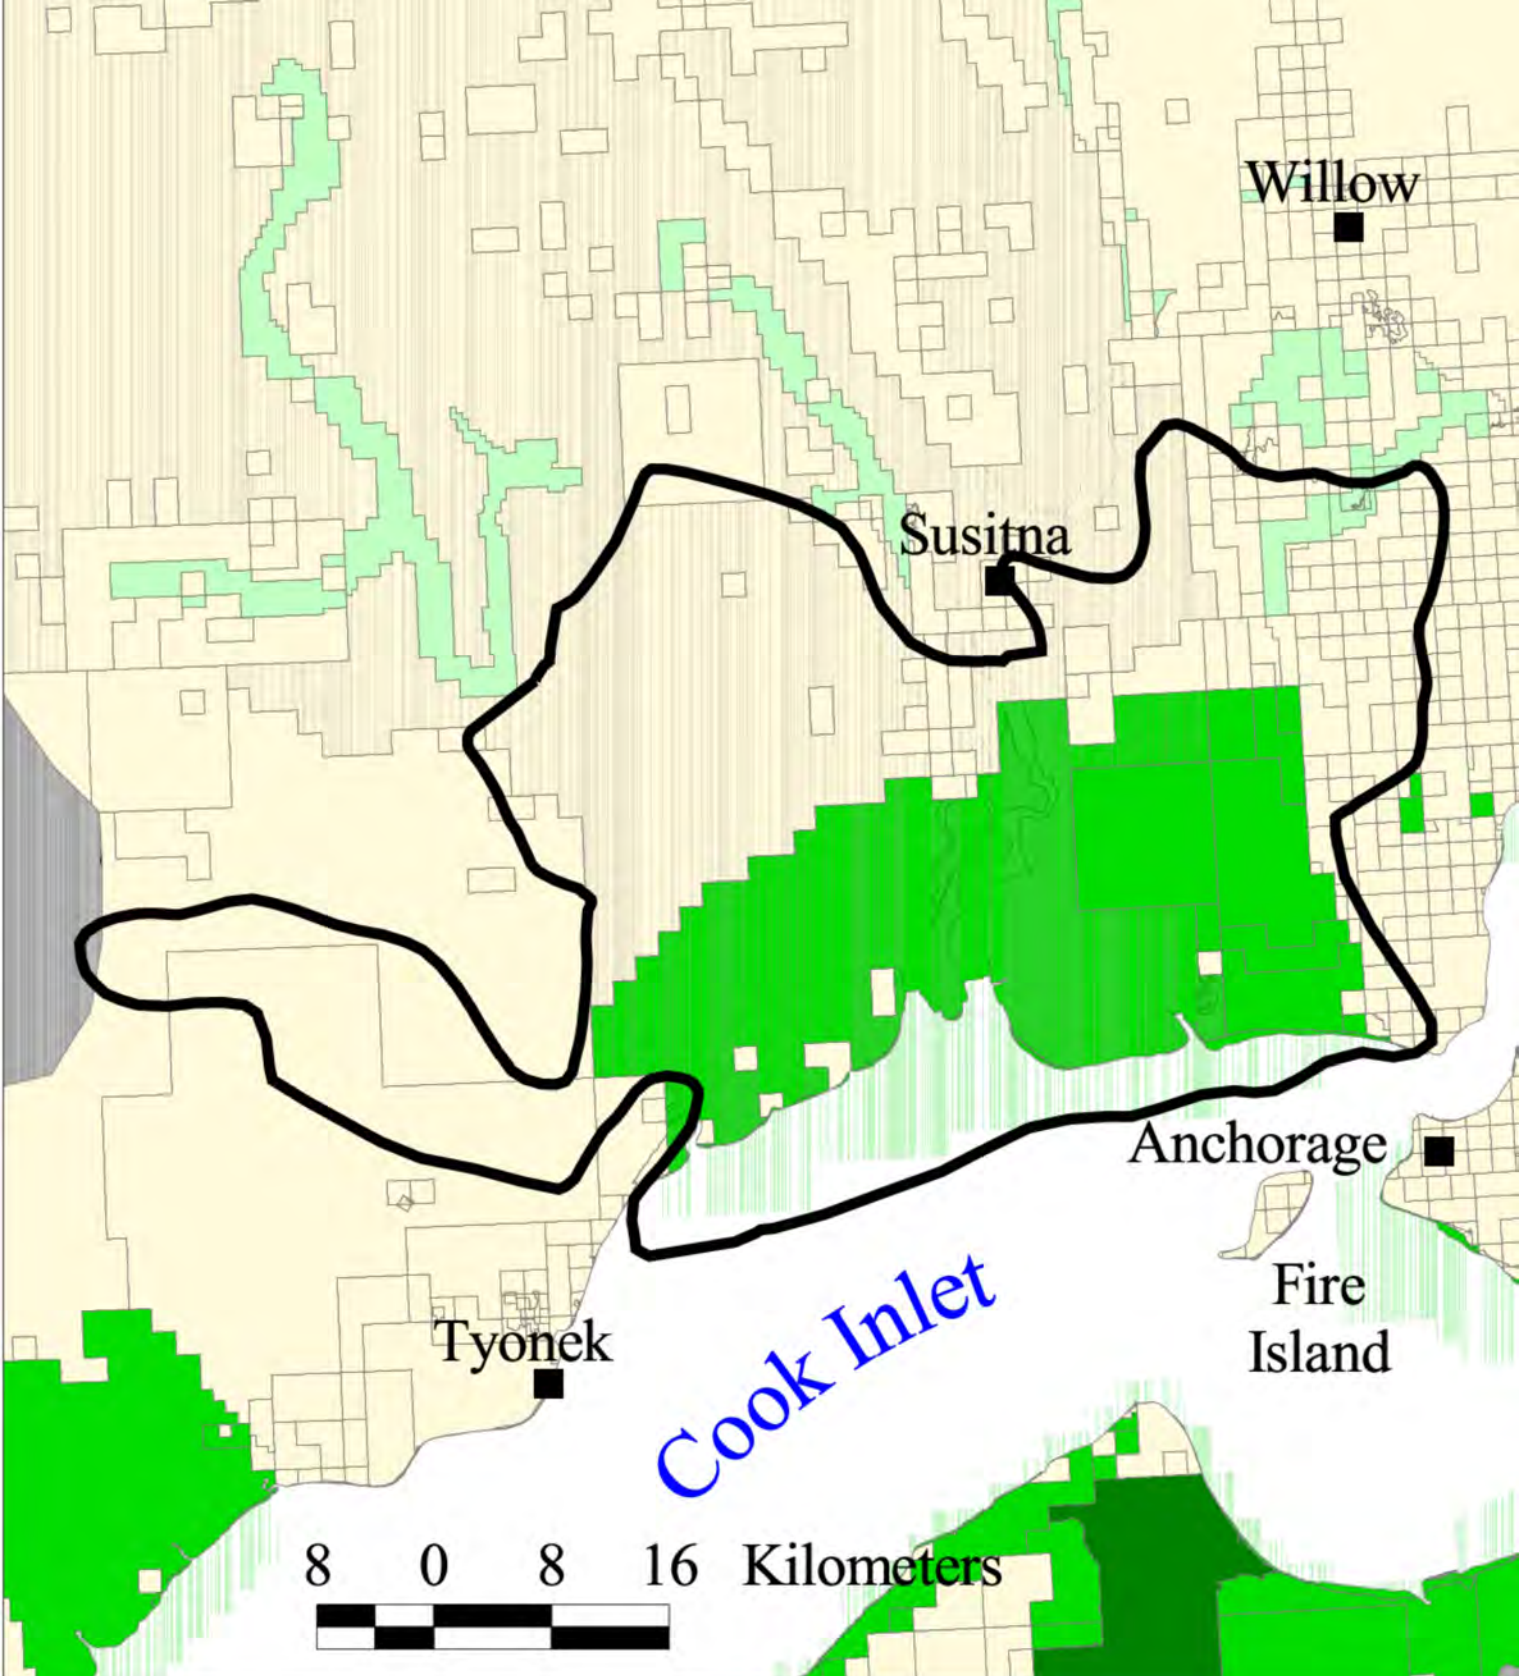 Willow
Susitna
Anchorage
Fire
Island
Cook Inlet
Tyonek
8 0 8 16 Kilometers